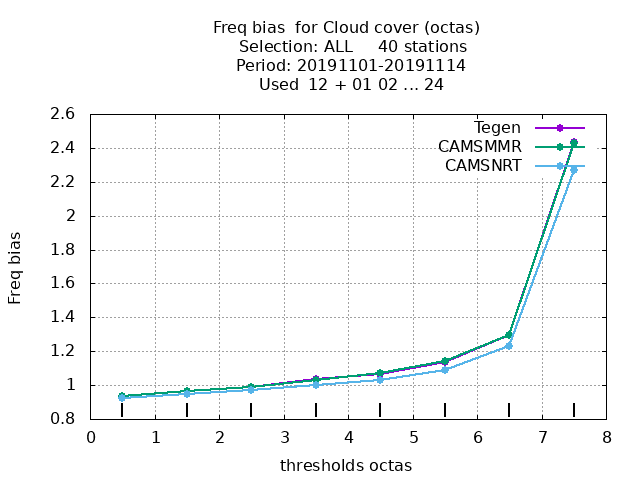 Freq bias  for Cloud cover (octas)
Selection: ALL     40 stations
Period: 20191101-20191114
Used  12 + 01 02 ... 24
Tegen
CAMSMMR
CAMSNRT
2.6
2.4
2.2
2
1.8
1.6
1.4
1.2
1
0.8
Freq bias
0 1 2 3 4 5 6 7 8
thresholds octas